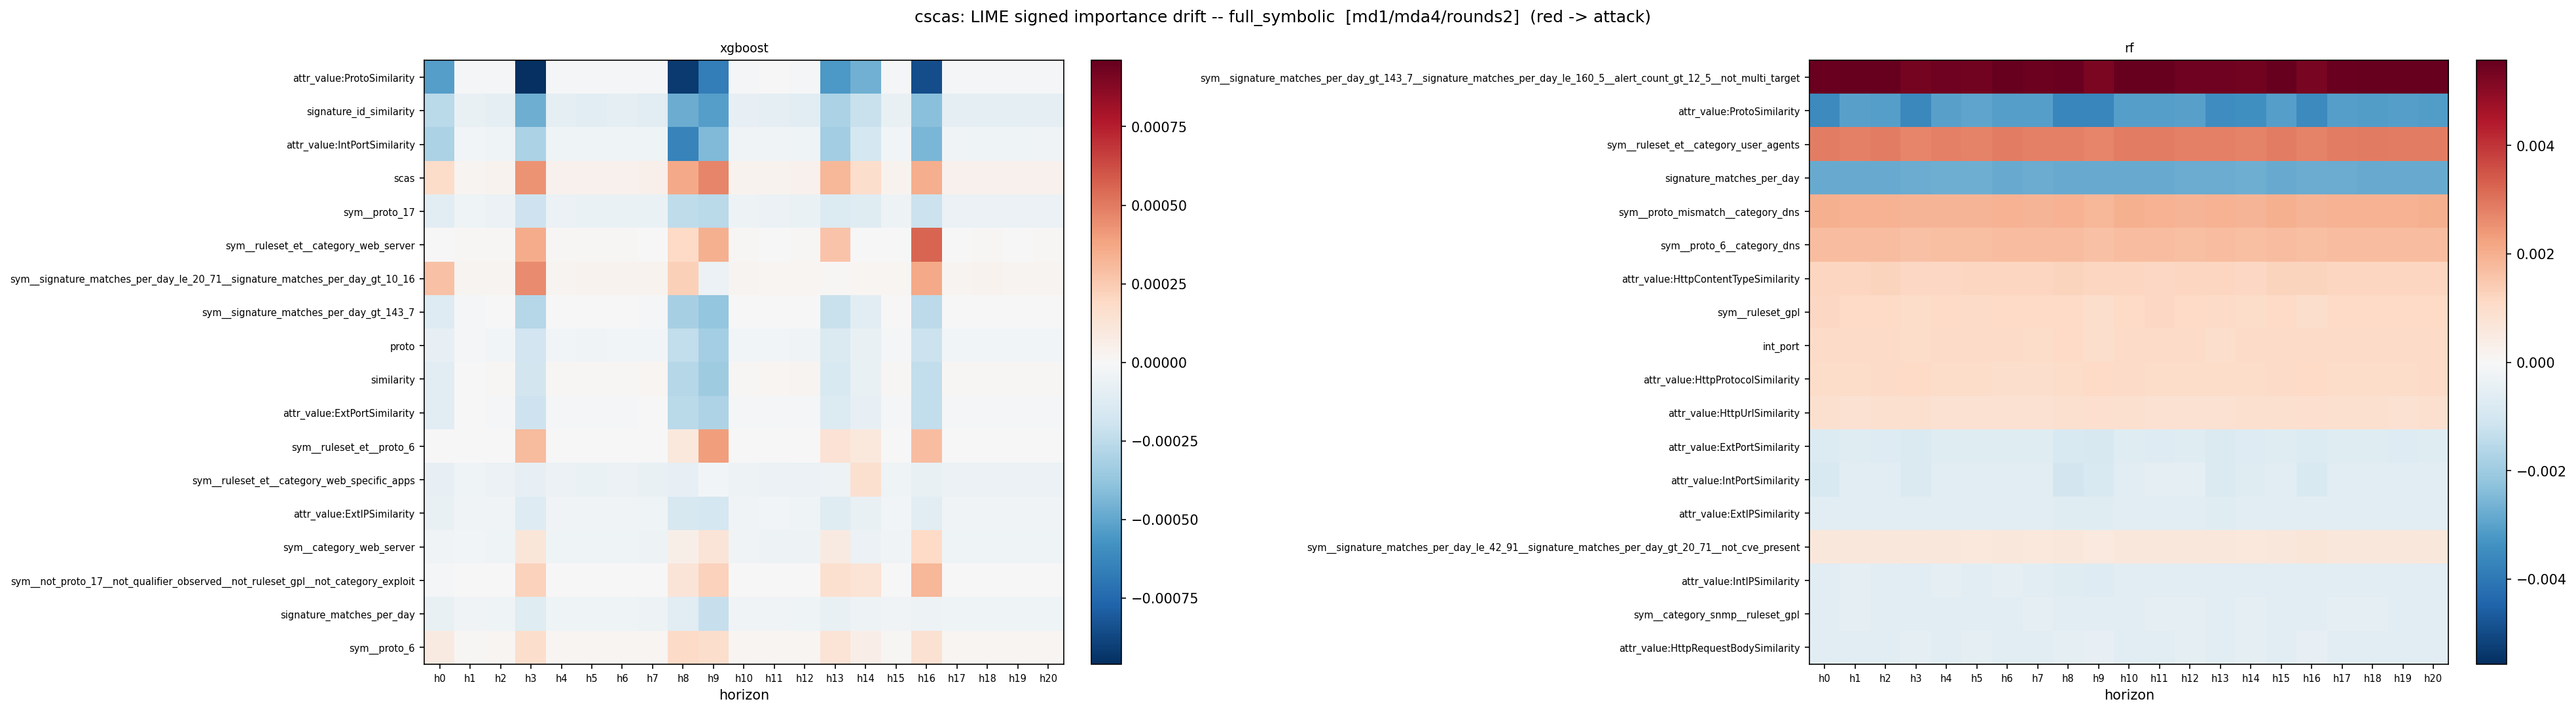 cscas: LIME signed importance drift -- full_symbolic  [md1/mda4/rounds2]  (red -> attack)
xgboost
attr_value:ProtoSimilarity
signature_id_similarity
attr_value:IntPortSimilarity
scas
sym__proto_17
sym__ruleset_et__category_web_server
sym__signature_matches_per_day_le_20_71__signature_matches_per_day_gt_10_16
sym__signature_matches_per_day_gt_143_7
proto
similarity
attr_value:ExtPortSimilarity
sym__ruleset_et__proto_6
sym__ruleset_et__category_web_specific_apps
attr_value:ExtIPSimilarity
sym__category_web_server
sym__not_proto_17__not_qualifier_observed__not_ruleset_gpl__not_category_exploit
signature_matches_per_day
sym__proto_6
h0 h1 h2 h3 h4 h5 h6 h7 h8 h9 h10 h11 h12 h13 h14 h15 h16 h17 h18 h19 h20
horizon
0.00075
0.00050
0.00025
0.00000
−0.00025
−0.00050
−0.00075
rf
sym__signature_matches_per_day_gt_143_7__signature_matches_per_day_le_160_5__alert_count_gt_12_5__not_multi_target
attr_value:ProtoSimilarity
sym__ruleset_et__category_user_agents
signature_matches_per_day
sym__proto_mismatch__category_dns
sym__proto_6__category_dns
attr_value:HttpContentTypeSimilarity
sym__ruleset_gpl
int_port
attr_value:HttpProtocolSimilarity
attr_value:HttpUrlSimilarity
attr_value:ExtPortSimilarity
attr_value:IntPortSimilarity
attr_value:ExtIPSimilarity
sym__signature_matches_per_day_le_42_91__signature_matches_per_day_gt_20_71__not_cve_present
attr_value:IntIPSimilarity
sym__category_snmp__ruleset_gpl
attr_value:HttpRequestBodySimilarity
h0 h1 h2 h3 h4 h5 h6 h7 h8 h9 h10 h11 h12 h13 h14 h15 h16 h17 h18 h19 h20
horizon
0.004
0.002
0.000
−0.002
−0.004